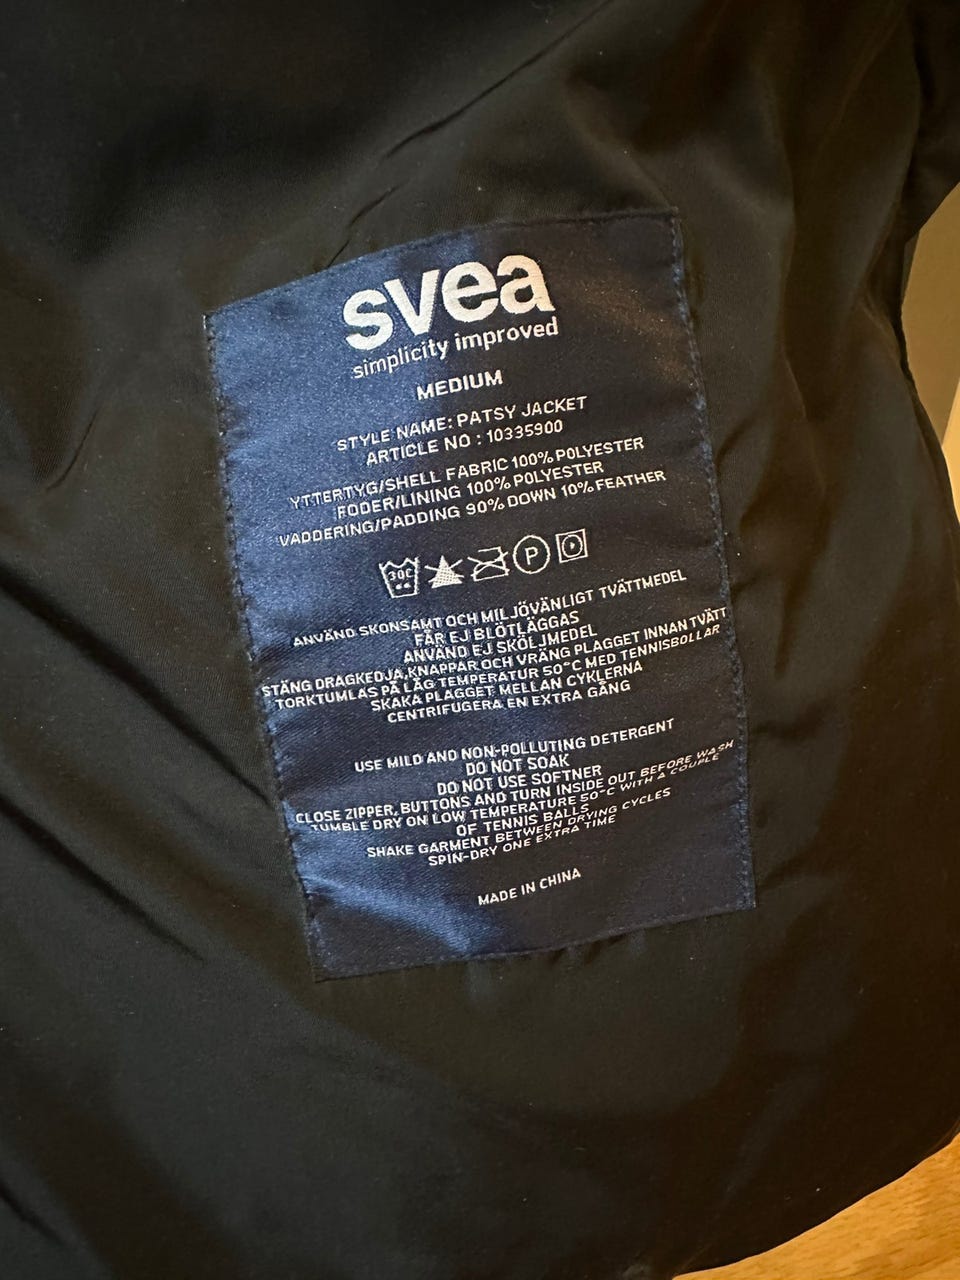 svea
simplicity improved
MEDIUM
STYLE NAME: PATSY JACKET
ARTICLE NO : 10335900
YTTERTYG/SHELL FABRIC 100% POLYESTER
FODER/LINING 100% POLYESTER
VADDERING/PADDING 90% DOWN 10% FEATHER
30C P
ANVÄND SKONSAMT OCH MILJÖVÄNLIGT TVÄTTMEDEL
FÅR EJ BLÖTLÄGGAS
ANVÄND EJ SKÖLJMEDEL
STÄNG DRAGKEDJA,KNAPPAR OCH VRÄNG PLAGGET INNAN TVÄTT
TORKTUMLAS PÅ LÅG TEMPERATUR 50°C MED TENNISBOLLAR
SKAKA PLAGGET MELLAN CYKLERNA
CENTRIFUGERA EN EXTRA GÅNG
USE MILD AND NON-POLLUTING DETERGENT
DO NOT SOAK
DO NOT USE SOFTNER
CLOSE ZIPPER, BUTTONS AND TURN INSIDE OUT BEFORE WASH
TUMBLE DRY ON LOW TEMPERATURE 50°C WITH A COUPLE
OF TENNIS BALLS
SHAKE GARMENT BETWEEN DRYING CYCLES
SPIN-DRY ONE EXTRA TIME
MADE IN CHINA